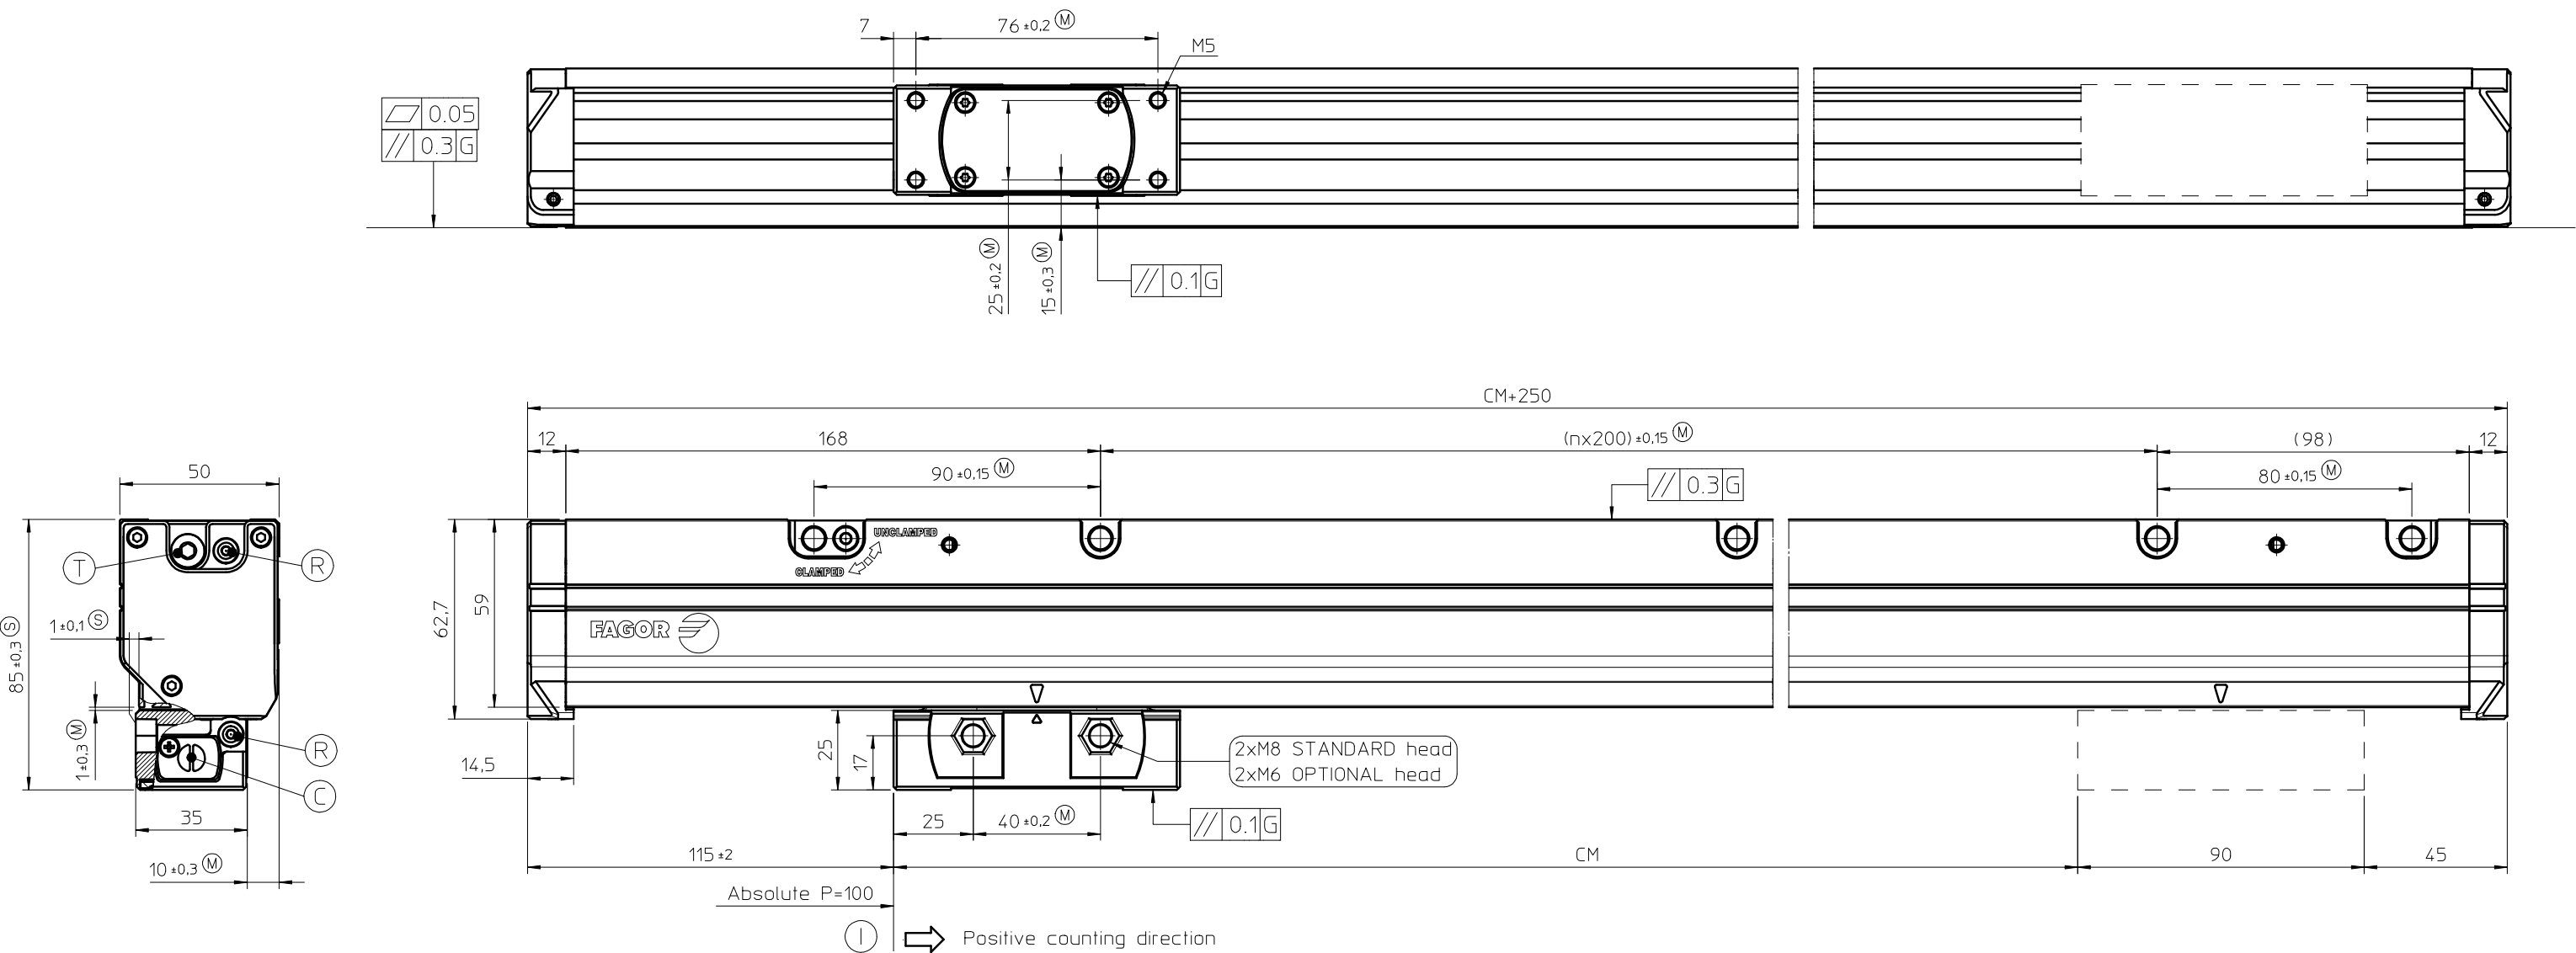 7
76 ±0,2 Ⓜ
M5
0.05
// 0.3 G
25 ±0,2 Ⓜ
15 ±0,3 Ⓜ
// 0.1 G
CM+250
12
168
(nx200) ±0,15 Ⓜ
(98)
12
90 ±0,15 Ⓜ
80 ±0,15 Ⓜ
// 0.3 G
50
UNCLAMPED
CLAMPED
T
R
62,7
59
FAGOR
1 ±0,1 Ⓢ
85 ±0,3 Ⓢ
1 ±0,3 Ⓜ
R
C
35
10 ±0,3 Ⓜ
14,5
25
17
2xM8 STANDARD head
2xM6 OPTIONAL head
25
40 ±0,2 Ⓜ
// 0.1 G
115 ±2
CM
90
45
Absolute P=100
I
Positive counting direction